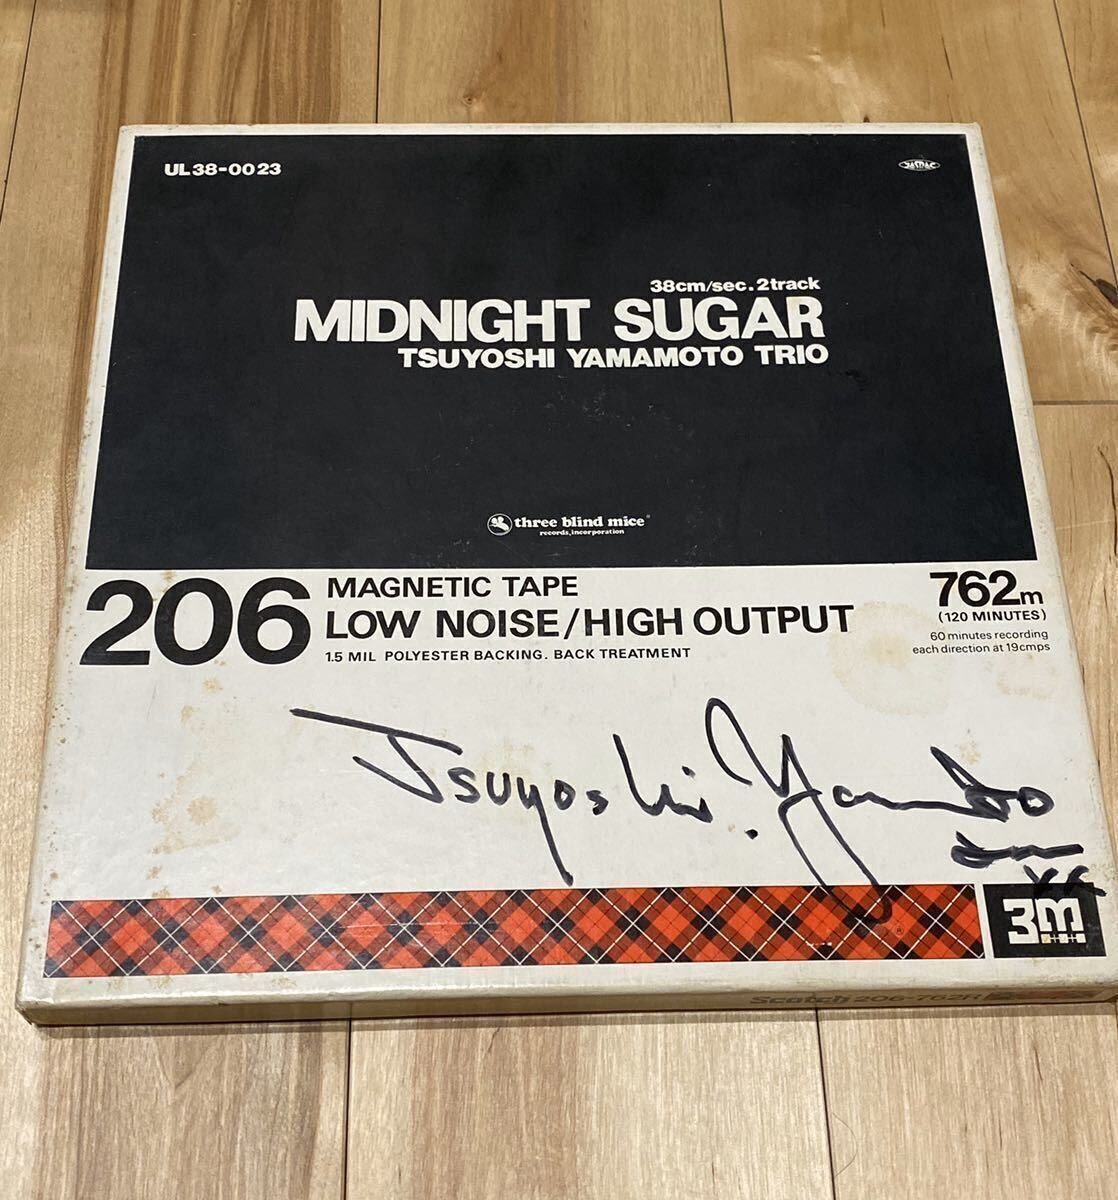 UL38-0023
JASRAC
38cm/sec. 2track
MIDNIGHT SUGAR
TSUYOSHI YAMAMOTO TRIO
three blind mice®
records, incorporation
206
MAGNETIC TAPE
LOW NOISE/HIGH OUTPUT
1.5 MIL POLYESTER BACKING. BACK TREATMENT
762m
(120 MINUTES)
60 minutes recording
each direction at 19cmps
Tsuyoshi Yamamoto
3M
Scotch 206-762R